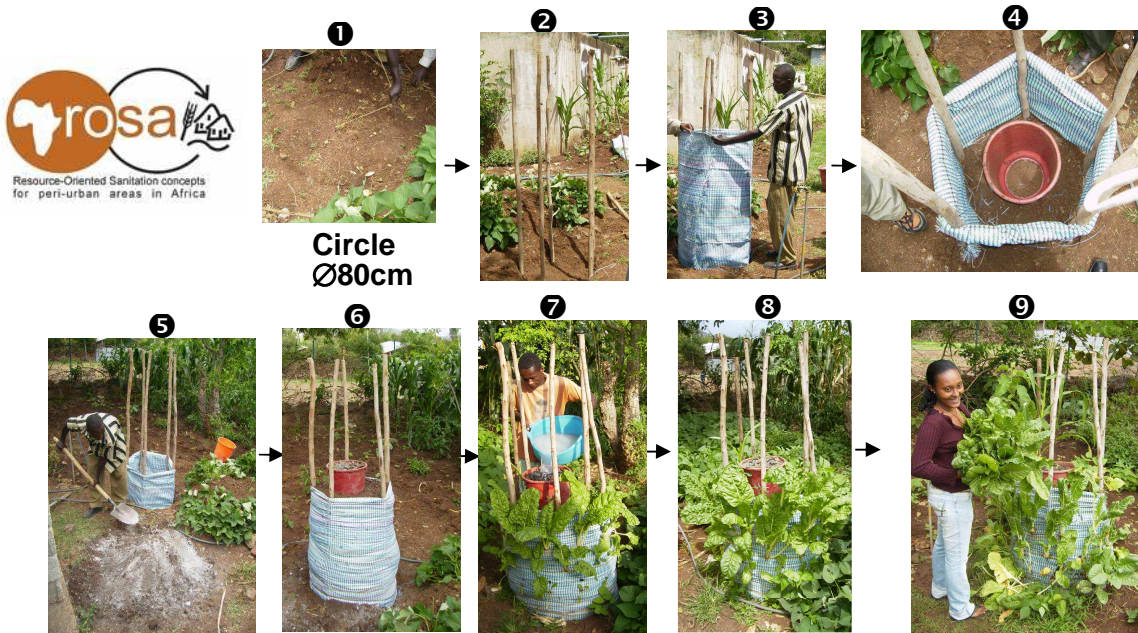 ❶
❷
❸
❹
rosa
Resource-Oriented Sanitation concepts
for peri-urban areas in Africa
Circle
Ø80cm
❺
❻
❼
❽
❾